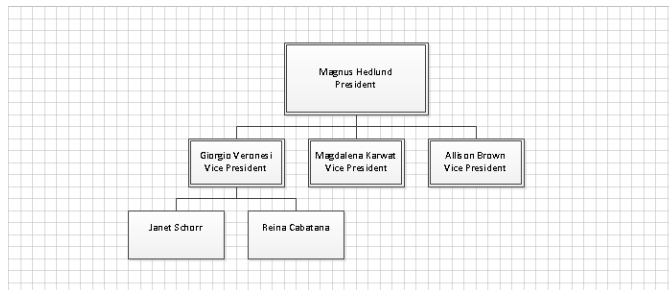 Magnus Hedlund
President
Giorgio Veronesi
Vice President
Magdalena Karwat
Vice President
Allison Brown
Vice President
Janet Schorr
Reina Cabatana